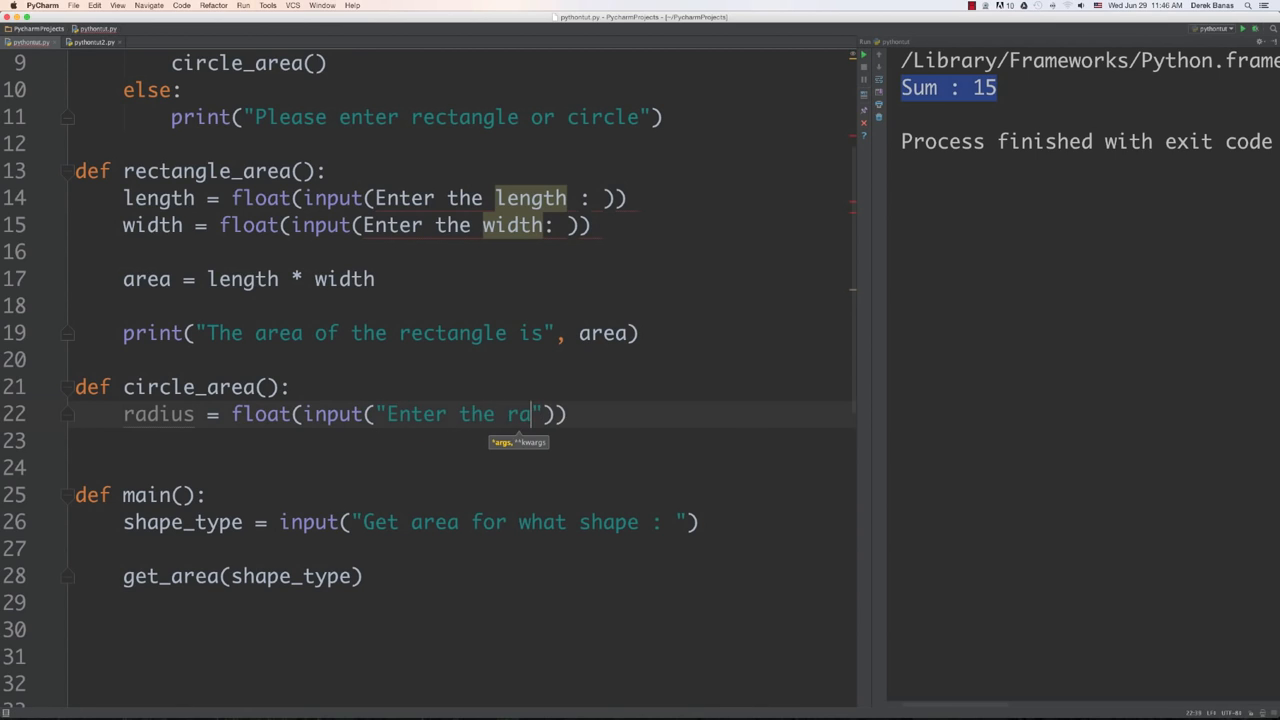 PyCharm File Edit View Navigate Code Refactor Run Tools VCS Window Help Wed Jun 29 11:46 AM Derek Banas
pythontut.py - PycharmProjects - [~/PycharmProjects]
PycharmProjects pythontut.py pythontut
pythontut.py pythontut2.py Run: pythontut
9 circle_area()
10 else:
11 print("Please enter rectangle or circle")
12
13 def rectangle_area():
14 length = float(input(Enter the length : ))
15 width = float(input(Enter the width: ))
16
17 area = length * width
18
19 print("The area of the rectangle is", area)
20
21 def circle_area():
22 radius = float(input("Enter the ra"))
*args, **kwargs
23
24
25 def main():
26 shape_type = input("Get area for what shape : ")
27
28 get_area(shape_type)
29
30
31
32
/Library/Frameworks/Python.frame
Sum : 15
Process finished with exit code
22:39 LF≠ UTF-8≠